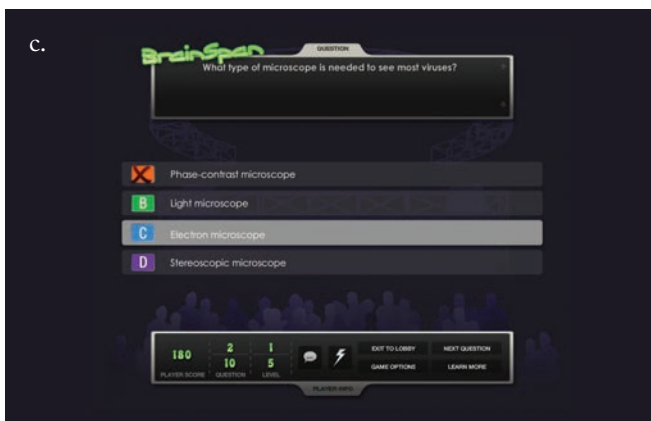 c.
BrainSpan
QUESTION
What type of microscope is needed to see most viruses?
X Phase-contrast microscope
B Light microscope
C Electron microscope
D Stereoscopic microscope
180 2 1
10 5
PLAYER SCORE QUESTION LEVEL
EXIT TO LOBBY NEXT QUESTION
GAME OPTIONS LEARN MORE
PLAYER INFO